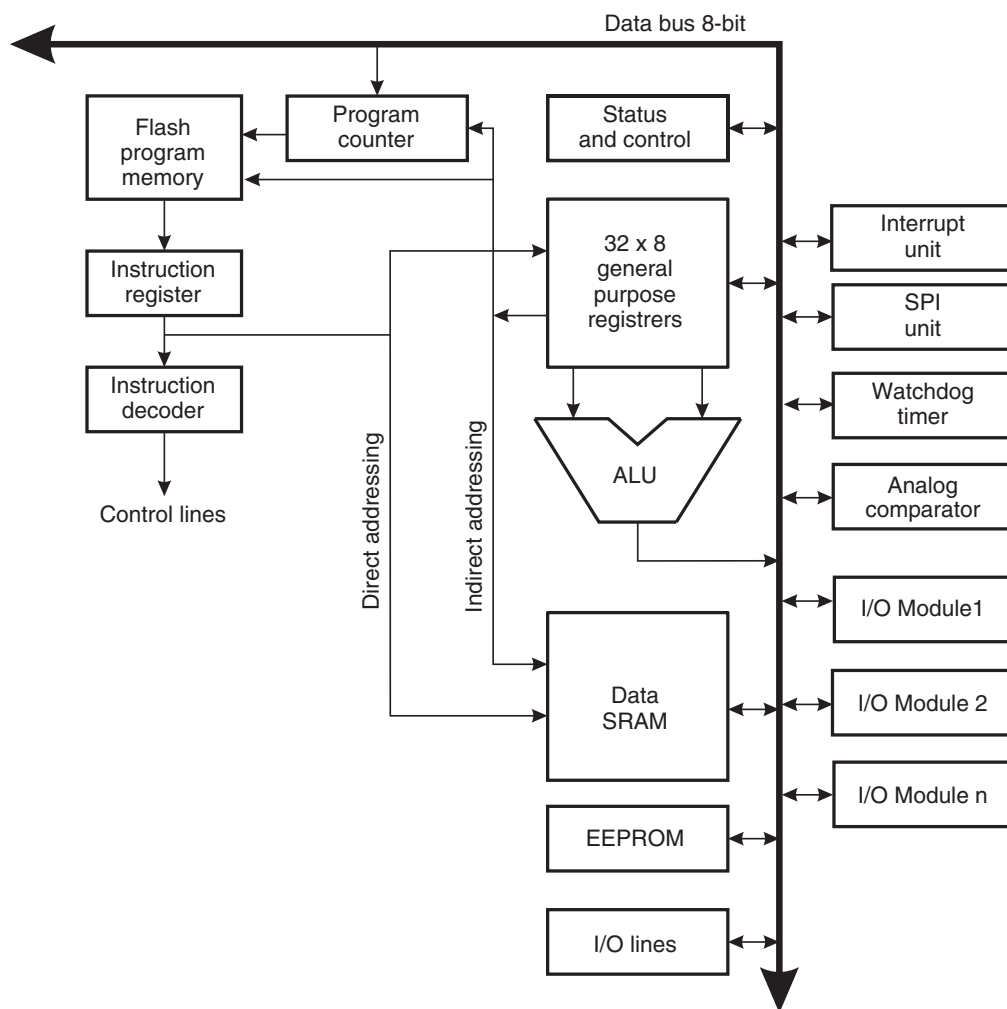 Data bus 8-bit
Flash
program
memory
Program
counter
Status
and control
Instruction
register
32 x 8
general
purpose
registrers
Interrupt
unit
SPI
unit
Instruction
decoder
Watchdog
timer
Control lines
Direct addressing
Indirect addressing
ALU
Analog
comparator
I/O Module1
Data
SRAM
I/O Module 2
I/O Module n
EEPROM
I/O lines